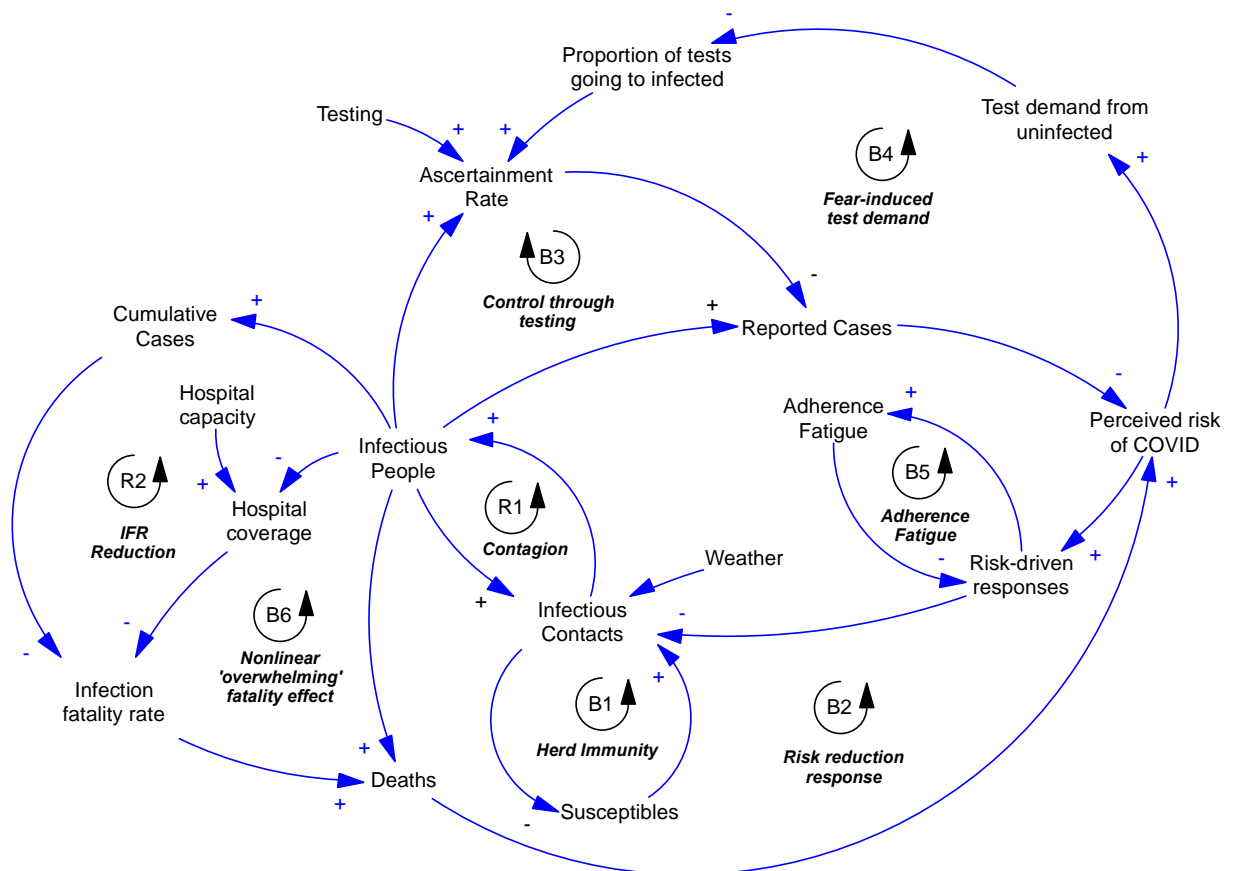 -
Proportion of tests
going to infected
Testing
+
+
Test demand from
uninfected
+
B4
Fear-induced
test demand
Ascertainment
Rate
+
B3
Control through
testing
-
+
Cumulative
Cases
+
Reported Cases
-
Hospital
capacity
Adherence
Fatigue
+
Perceived risk
of COVID
+
Infectious
People
+
-
+
R2
IFR
Reduction
Hospital
coverage
R1
Contagion
B5
Adherence
Fatigue
-
+
Weather
Risk-driven
responses
+
Infectious
Contacts
-
-
-
B6
Nonlinear
'overwhelming'
fatality effect
Infection
fatality rate
+
B1
Herd Immunity
B2
Risk reduction
response
+
Deaths
+
Susceptibles
-